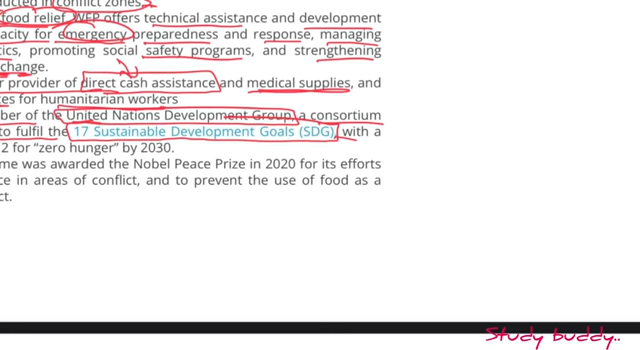 ducted in conflict zones
food relief, WFP offers technical assistance and development
acity for emergency preparedness and response, managing
tics, promoting social safety programs, and strengthening
change.
r provider of direct cash assistance and medical supplies, and
es for humanitarian workers
ber of the United Nations Development Group, a consortium
to fulfil the 17 Sustainable Development Goals (SDG), with a
2 for "zero hunger" by 2030.
me was awarded the Nobel Peace Prize in 2020 for its efforts
ce in areas of conflict, and to prevent the use of food as a
ct.
Study buddy..